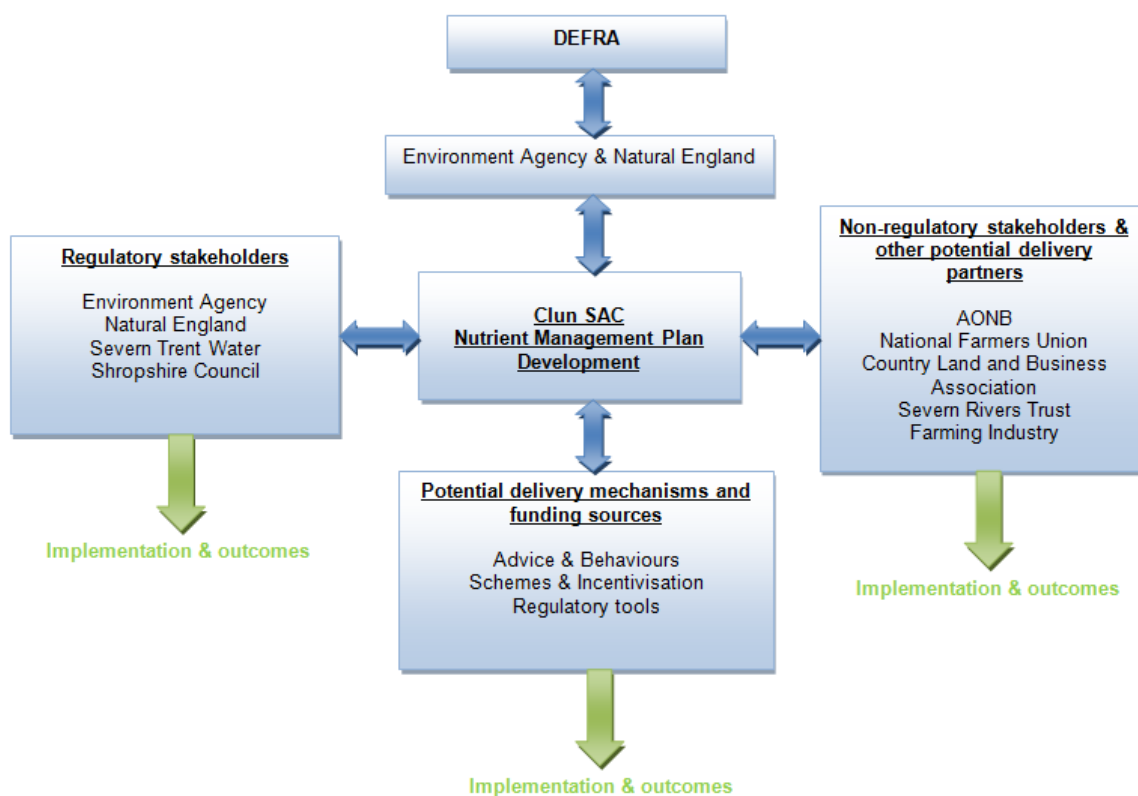 DEFRA
Environment Agency & Natural England
Regulatory stakeholders
Environment Agency
Natural England
Severn Trent Water
Shropshire Council
Implementation & outcomes
Clun SAC
Nutrient Management Plan
Development
Non-regulatory stakeholders &
other potential delivery
partners
AONB
National Farmers Union
Country Land and Business
Association
Severn Rivers Trust
Farming Industry
Implementation & outcomes
Potential delivery mechanisms and
funding sources
Advice & Behaviours
Schemes & Incentivisation
Regulatory tools
Implementation & outcomes